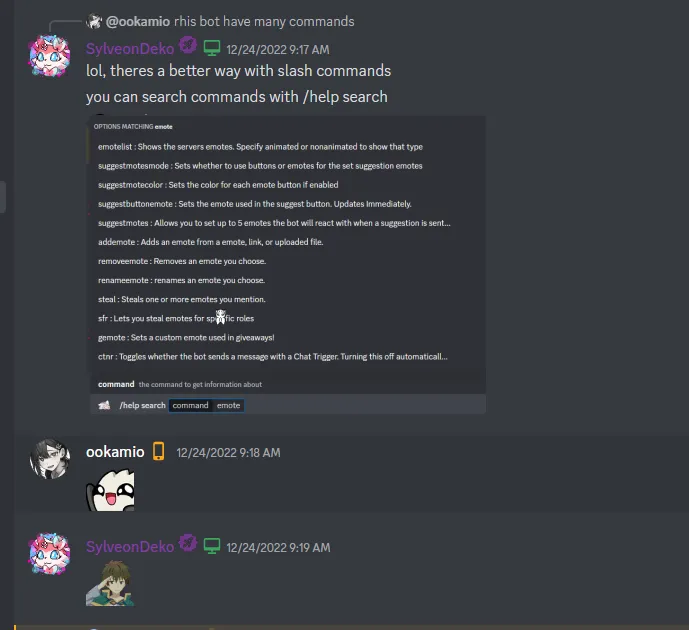 @ookamio rhis bot have many commands
SylveonDeko 12/24/2022 9:17 AM
lol, theres a better way with slash commands
you can search commands with /help search
OPTIONS MATCHING emote
emotelist : Shows the servers emotes. Specify animated or nonanimated to show that type
suggestmotesmode : Sets whether to use buttons or emotes for the set suggestion emotes
suggestmotecolor : Sets the color for each emote button if enabled
suggestbuttonemote : Sets the emote used in the suggest button. Updates Immediately.
suggestmotes : Allows you to set up to 5 emotes the bot will react with when a suggestion is sent...
addemote : Adds an emote from a emote, link, or uploaded file.
removeemote : Removes an emote you choose.
renameemote : renames an emote you choose.
steal : Steals one or more emotes you mention.
sfr : Lets you steal emotes for specific roles
gemote : Sets a custom emote used in giveaways!
ctnr : Toggles whether the bot sends a message with a Chat Trigger. Turning this off automaticall...
command the command to get information about
/help search command emote
ookamio 12/24/2022 9:18 AM
SylveonDeko 12/24/2022 9:19 AM